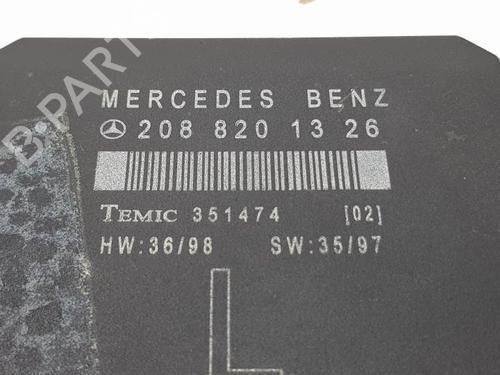 MERCEDES BENZ
208 820 13 26
TEMIC 351474 [02]
HW:36/98 SW:35/97
L
B-PARTS